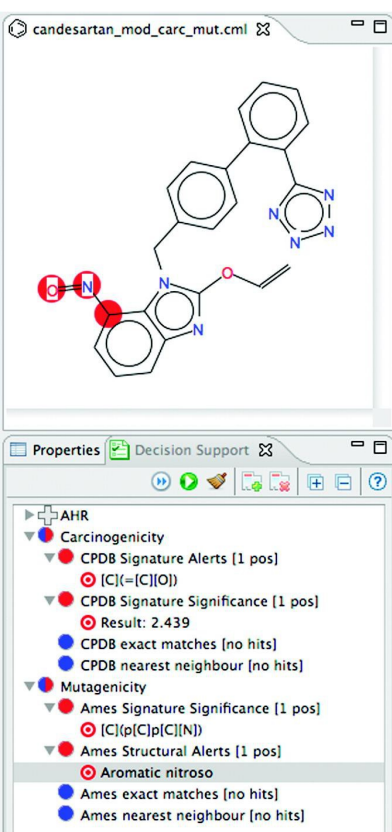 candesartan_mod_carc_mut.cml
N
N
N
N
O
N
O
N
N
Properties Decision Support
AHR
Carcinogenicity
CPDB Signature Alerts [1 pos]
[C](=[C][O])
CPDB Signature Significance [1 pos]
Result: 2.439
CPDB exact matches [no hits]
CPDB nearest neighbour [no hits]
Mutagenicity
Ames Signature Significance [1 pos]
[C](p[C]p[C][N])
Ames Structural Alerts [1 pos]
Aromatic nitroso
Ames exact matches [no hits]
Ames nearest neighbour [no hits]